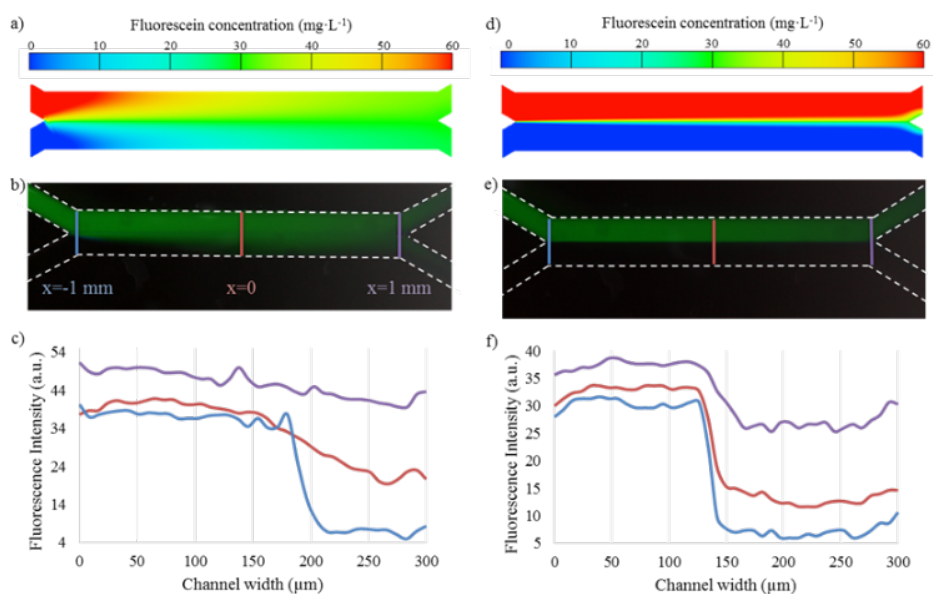 a)
Fluorescein concentration (mg·L⁻¹)
0 10 20 30 40 50 60
b)
x=-1 mm x=0 x=1 mm
c)
Fluorescence Intensity (a.u.)
54
44
34
24
14
4
0 50 100 150 200 250 300
Channel width (µm)
d)
Fluorescein concentration (mg·L⁻¹)
0 10 20 30 40 50 60
e)
f)
Fluorescence Intensity (a.u.)
40
35
30
25
20
15
10
5
0 50 100 150 200 250 300
Channel width (µm)